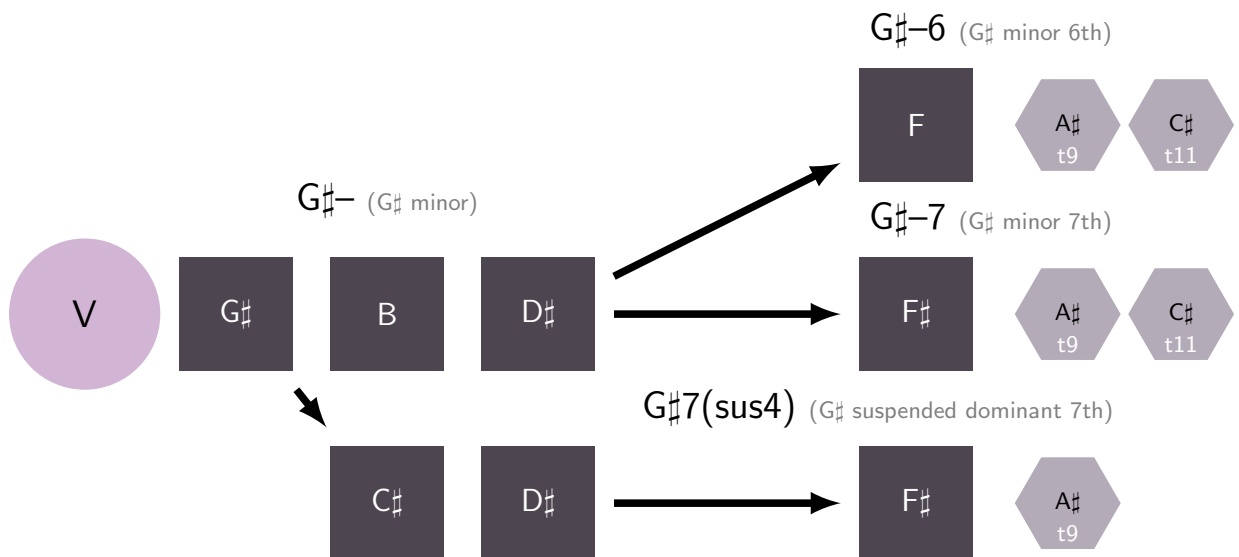 G♯–6 (G♯ minor 6th)
F A♯ C♯
t9 t11
G♯– (G♯ minor)
G♯–7 (G♯ minor 7th)
V G♯ B D♯ F♯ A♯ C♯
t9 t11
G♯7(sus4) (G♯ suspended dominant 7th)
C♯ D♯ F♯ A♯
t9